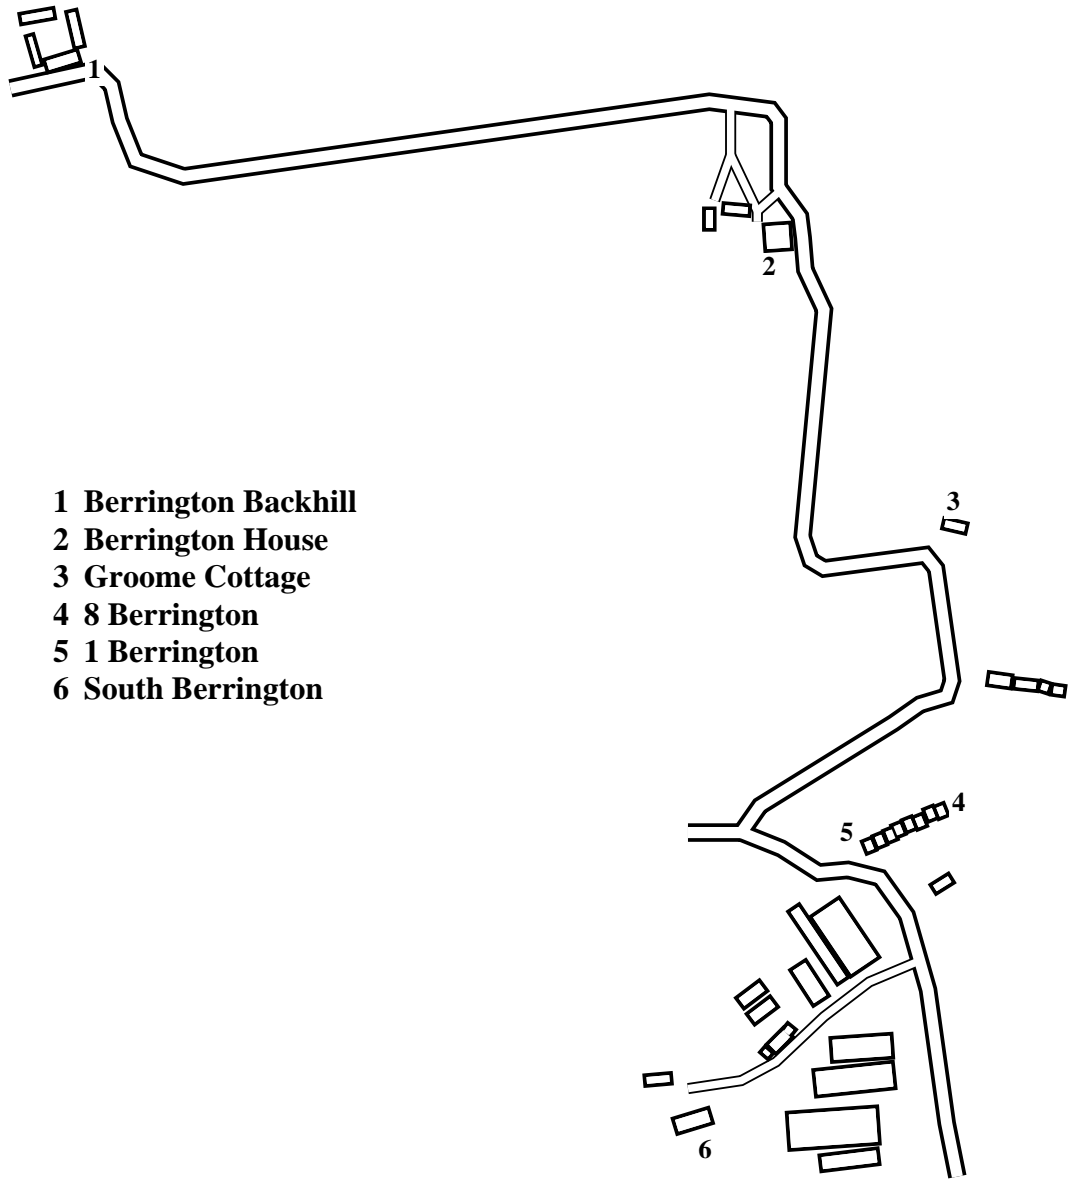 1
2
3
1 Berrington Backhill
2 Berrington House
3 Groome Cottage
4 8 Berrington
5 1 Berrington
6 South Berrington
4
5
6